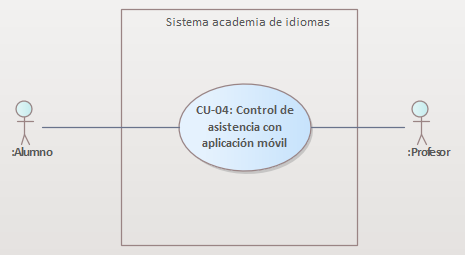 Sistema academia de idiomas
CU-04: Control de
asistencia con
aplicación móvil
:Alumno
:Profesor